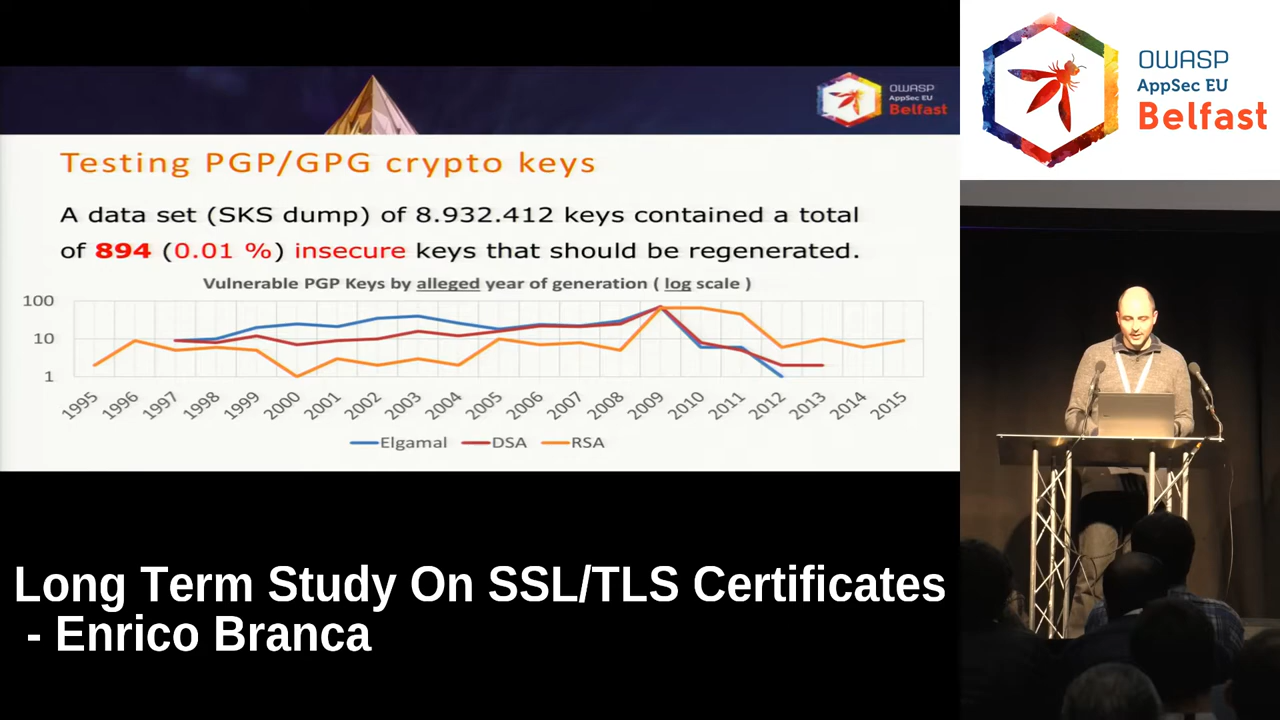 OWASP
AppSec EU
Belfast
Testing PGP/GPG crypto keys
A data set (SKS dump) of 8.932.412 keys contained a total
of 894 (0.01 %) insecure keys that should be regenerated.
Vulnerable PGP Keys by alleged year of generation ( log scale )
100
10
1
1995 1996 1997 1998 1999 2000 2001 2002 2003 2004 2005 2006 2007 2008 2009 2010 2011 2012 2013 2014 2015
Elgamal DSA RSA
OWASP
AppSec EU
Belfast
Long Term Study On SSL/TLS Certificates
- Enrico Branca